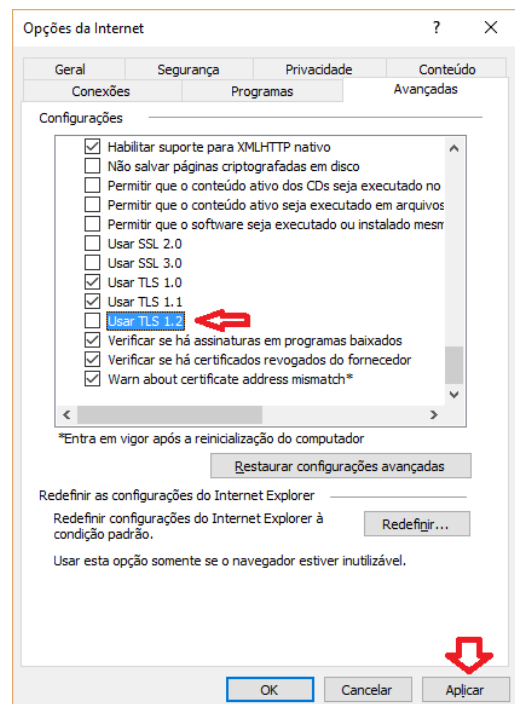 Opções da Internet ? ×
Geral Segurança Privacidade Conteúdo
Conexões Programas Avançadas
Configurações
Habilitar suporte para XMLHTTP nativo
Não salvar páginas criptografadas em disco
Permitir que o conteúdo ativo dos CDs seja executado no
Permitir que o conteúdo ativo seja executado em arquivos
Permitir que o software seja executado ou instalado mesm
Usar SSL 2.0
Usar SSL 3.0
Usar TLS 1.0
Usar TLS 1.1
Usar TLS 1.2
Verificar se há assinaturas em programas baixados
Verificar se há certificados revogados do fornecedor
Warn about certificate address mismatch*
*Entra em vigor após a reinicialização do computador
Restaurar configurações avançadas
Redefinir as configurações do Internet Explorer
Redefinir configurações do Internet Explorer à
condição padrão.
Redefinir...
Usar esta opção somente se o navegador estiver inutilizável.
OK Cancelar Aplicar